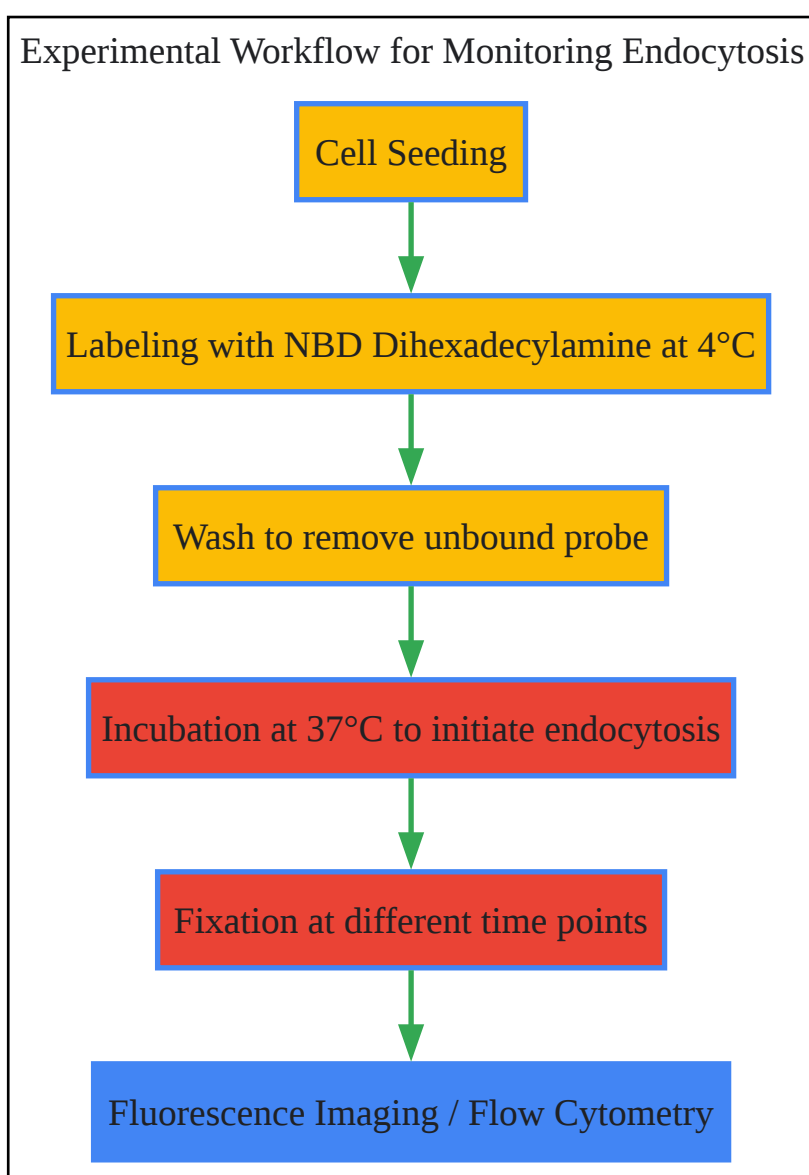 Experimental Workflow for Monitoring Endocytosis
Cell Seeding
Labeling with NBD Dihexadecylamine at 4°C
Wash to remove unbound probe
Incubation at 37°C to initiate endocytosis
Fixation at different time points
Fluorescence Imaging / Flow Cytometry